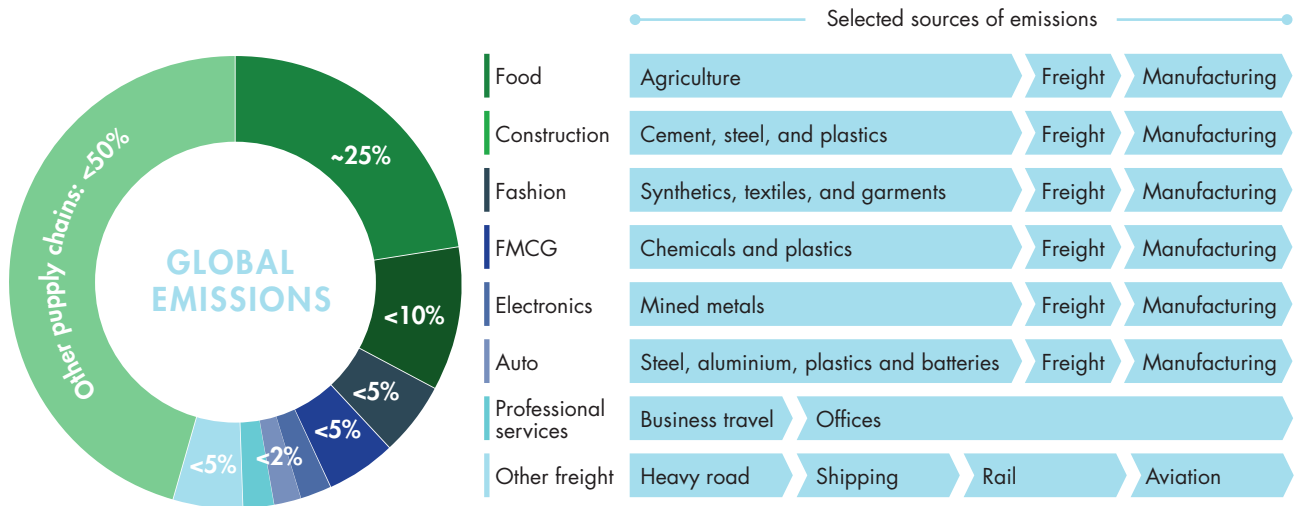 Selected sources of emissions
Other pupply chains: <50%
~25%
<10%
<5%
<5%
<2%
<5%
GLOBAL
EMISSIONS
Food
Agriculture
Freight
Manufacturing
Construction
Cement, steel, and plastics
Freight
Manufacturing
Fashion
Synthetics, textiles, and garments
Freight
Manufacturing
FMCG
Chemicals and plastics
Freight
Manufacturing
Electronics
Mined metals
Freight
Manufacturing
Auto
Steel, aluminium, plastics and batteries
Freight
Manufacturing
Professional
services
Business travel
Offices
Other freight
Heavy road
Shipping
Rail
Aviation